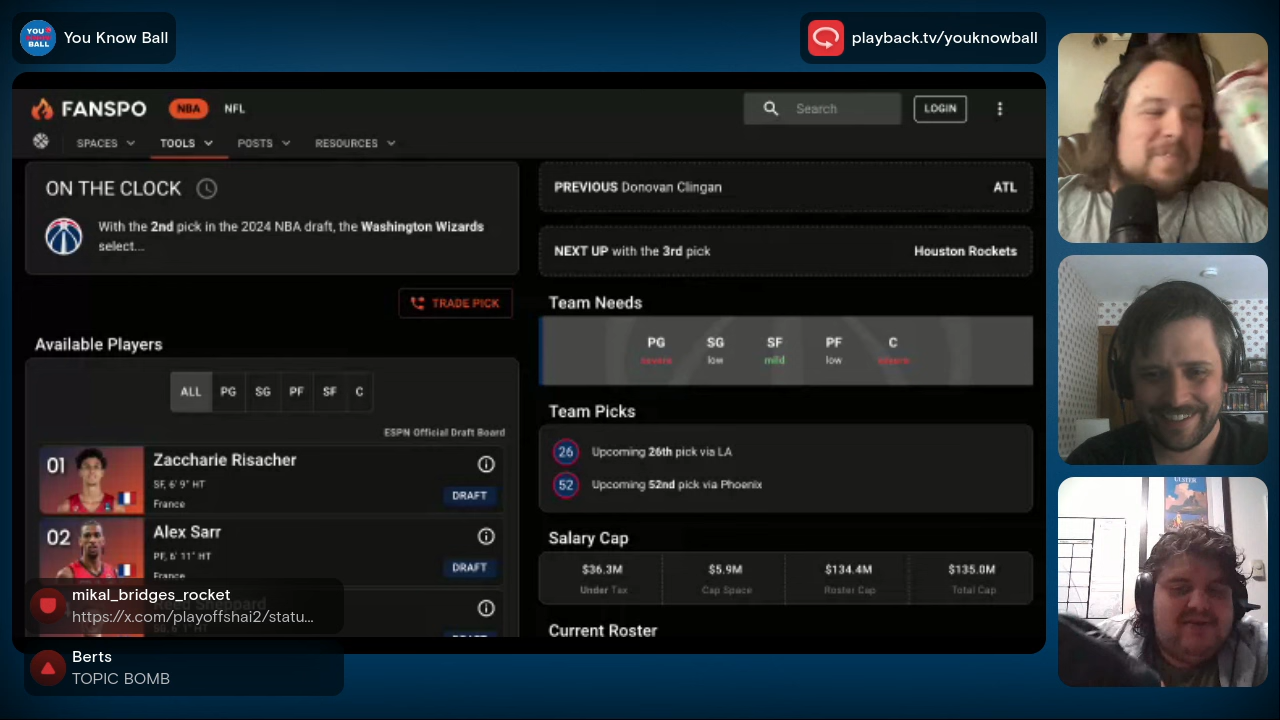 YOU
BALL
You Know Ball
playback.tv/youknowball
FANSPO
NBA
NFL
Search
LOGIN
SPACES
TOOLS
POSTS
RESOURCES
ON THE CLOCK
With the 2nd pick in the 2024 NBA draft, the Washington Wizards
select...
PREVIOUS Donovan Clingan
ATL
NEXT UP with the 3rd pick
Houston Rockets
TRADE PICK
Team Needs
PG SG SF PF C
low mild low
Available Players
ALL PG SG PF SF C
ESPN Official Draft Board
Team Picks
26 Upcoming 26th pick via LA
52 Upcoming 52nd pick via Phoenix
01
Zaccharie Risacher
SF, 6' 9" HT
France
DRAFT
02
Alex Sarr
PF, 6' 11" HT
France
DRAFT
Salary Cap
$36.3M $5.9M $134.4M $135.0M
Under Tax Cap Space Roster Cap Total Cap
Current Roster
mikal_bridges_rocket
https://x.com/playoffshai2/statu...
Berts
TOPIC BOMB
ULSTER